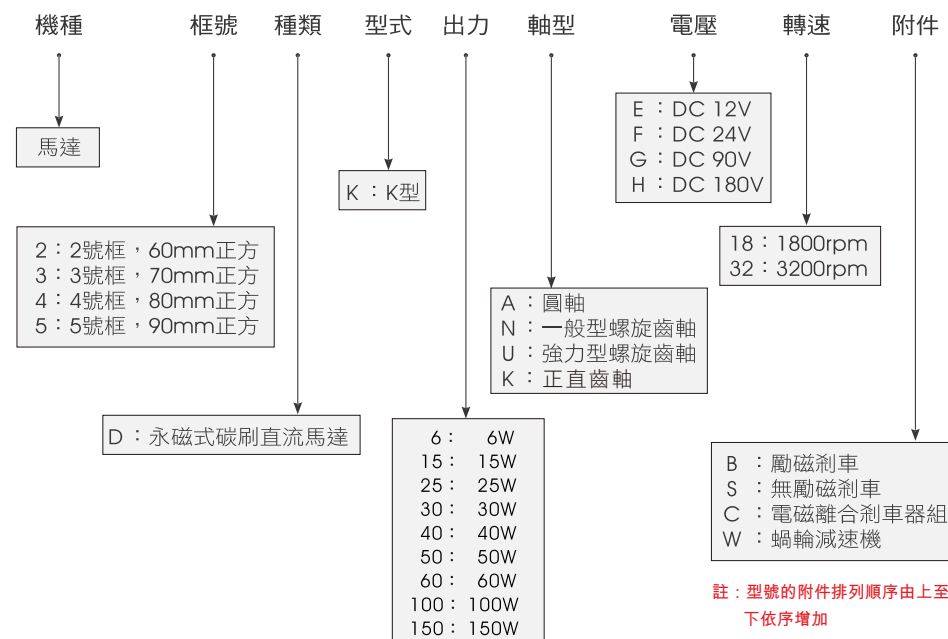 機種 框號 種類 型式 出力 軸型 電壓 轉速 附件
馬達
2：2號框，60mm正方
3：3號框，70mm正方
4：4號框，80mm正方
5：5號框，90mm正方
D：永磁式碳刷直流馬達
K：K型
6： 6W
15： 15W
25： 25W
30： 30W
40： 40W
50： 50W
60： 60W
100： 100W
150： 150W
A：圓軸
N：一般型螺旋齒軸
U：強力型螺旋齒軸
K：正直齒軸
E：DC 12V
F：DC 24V
G：DC 90V
H：DC 180V
18：1800rpm
32：3200rpm
B：勵磁剎車
S：無勵磁剎車
C：電磁離合剎車器組
W：蝸輪減速機
註：型號的附件排列順序由上至
下依序增加